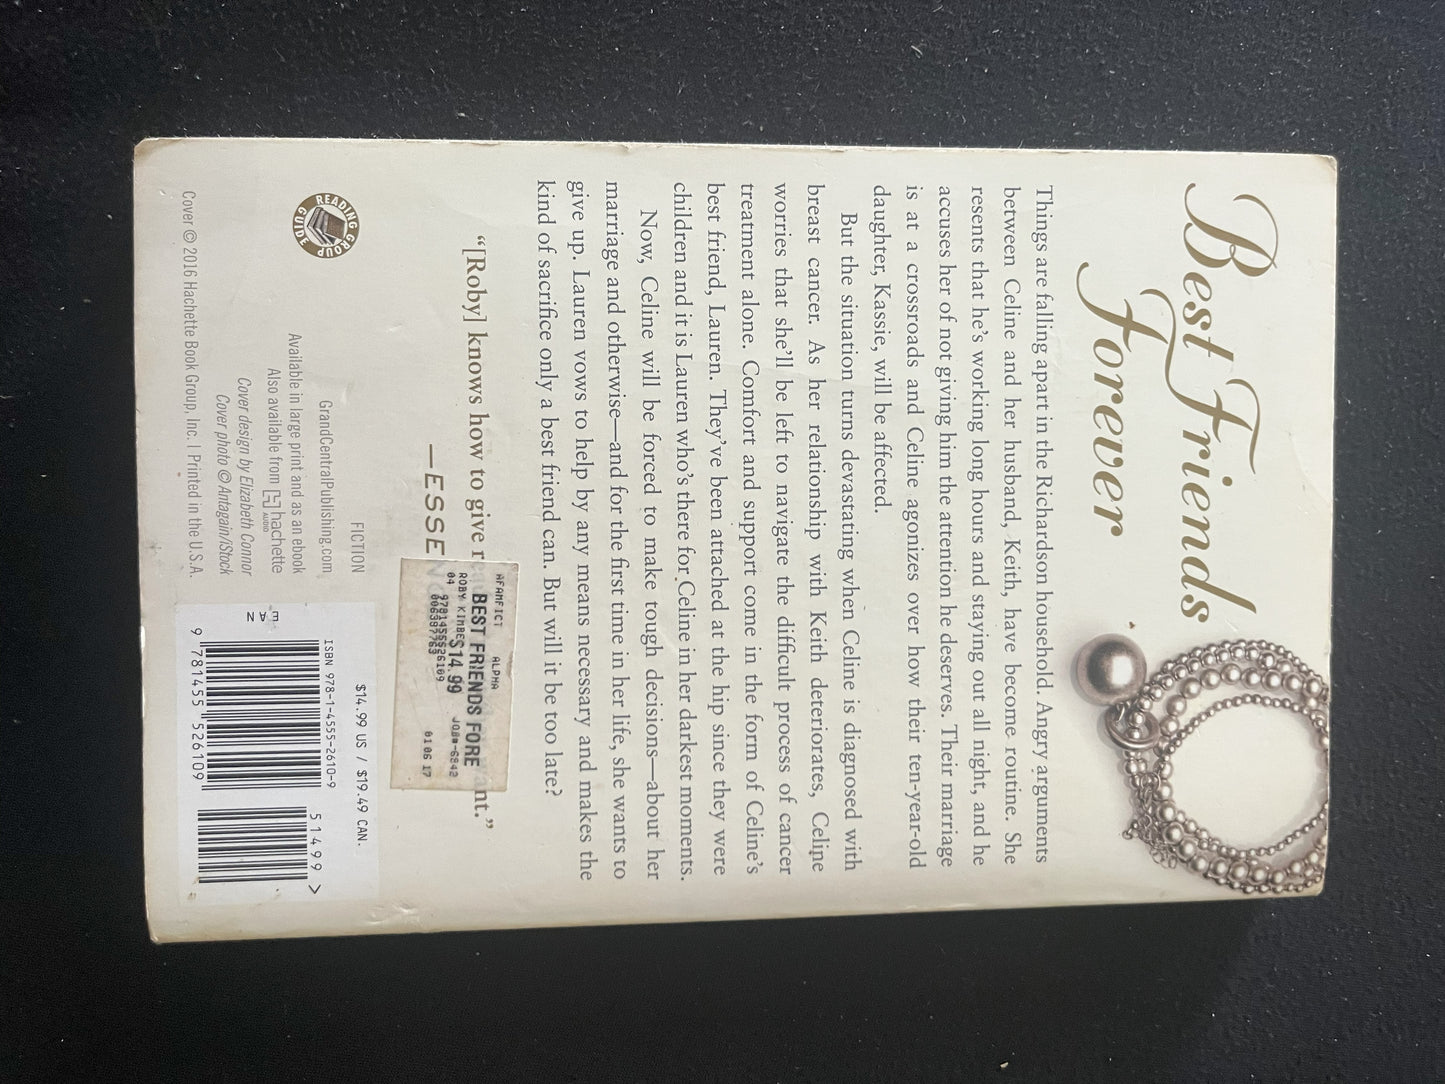 Best Friends
Forever
Things are falling apart in the Richardson household. Angry arguments
between Celine and her husband, Keith, have become routine. She
resents that he's working long hours and staying out all night, and he
accuses her of not giving him the attention he deserves. Their marriage
is at a crossroads and Celine agonizes over how their ten-year-old
daughter, Kassie, will be affected.
But the situation turns devastating when Celine is diagnosed with
breast cancer. As her relationship with Keith deteriorates, Celine
worries that she'll be left to navigate the difficult process of cancer
treatment alone. Comfort and support come in the form of Celine's
best friend, Lauren. They've been attached at the hip since they were
children and it is Lauren who's there for Celine in her darkest moments.
Now, Celine will be forced to make tough decisions—about her
marriage and otherwise—and for the first time in her life, she wants to
give up. Lauren vows to help by any means necessary and makes the
kind of sacrifice only a best friend can. But will it be too late?
"[Roby] knows how to give
—ESSE
AFAMFICT ALPHA
BEST FRIENDS FORE
ROBY KIMBE $14.99 JOB#-6842
04 9781455526109
0063877635 01 06 17
READING GROUP GUIDE
FICTION
GrandCentralPublishing.com
Available in large print and as an ebook
Also available from hachette
AUDIO
Cover design by Elizabeth Connor
Cover photo © Antagain/iStock
Cover © 2016 Hachette Book Group, Inc. | Printed in the U.S.A.
$14.99 US / $19.49 CAN.
ISBN 978-1-4555-2610-9
51499>
EAN
9 781455 526109